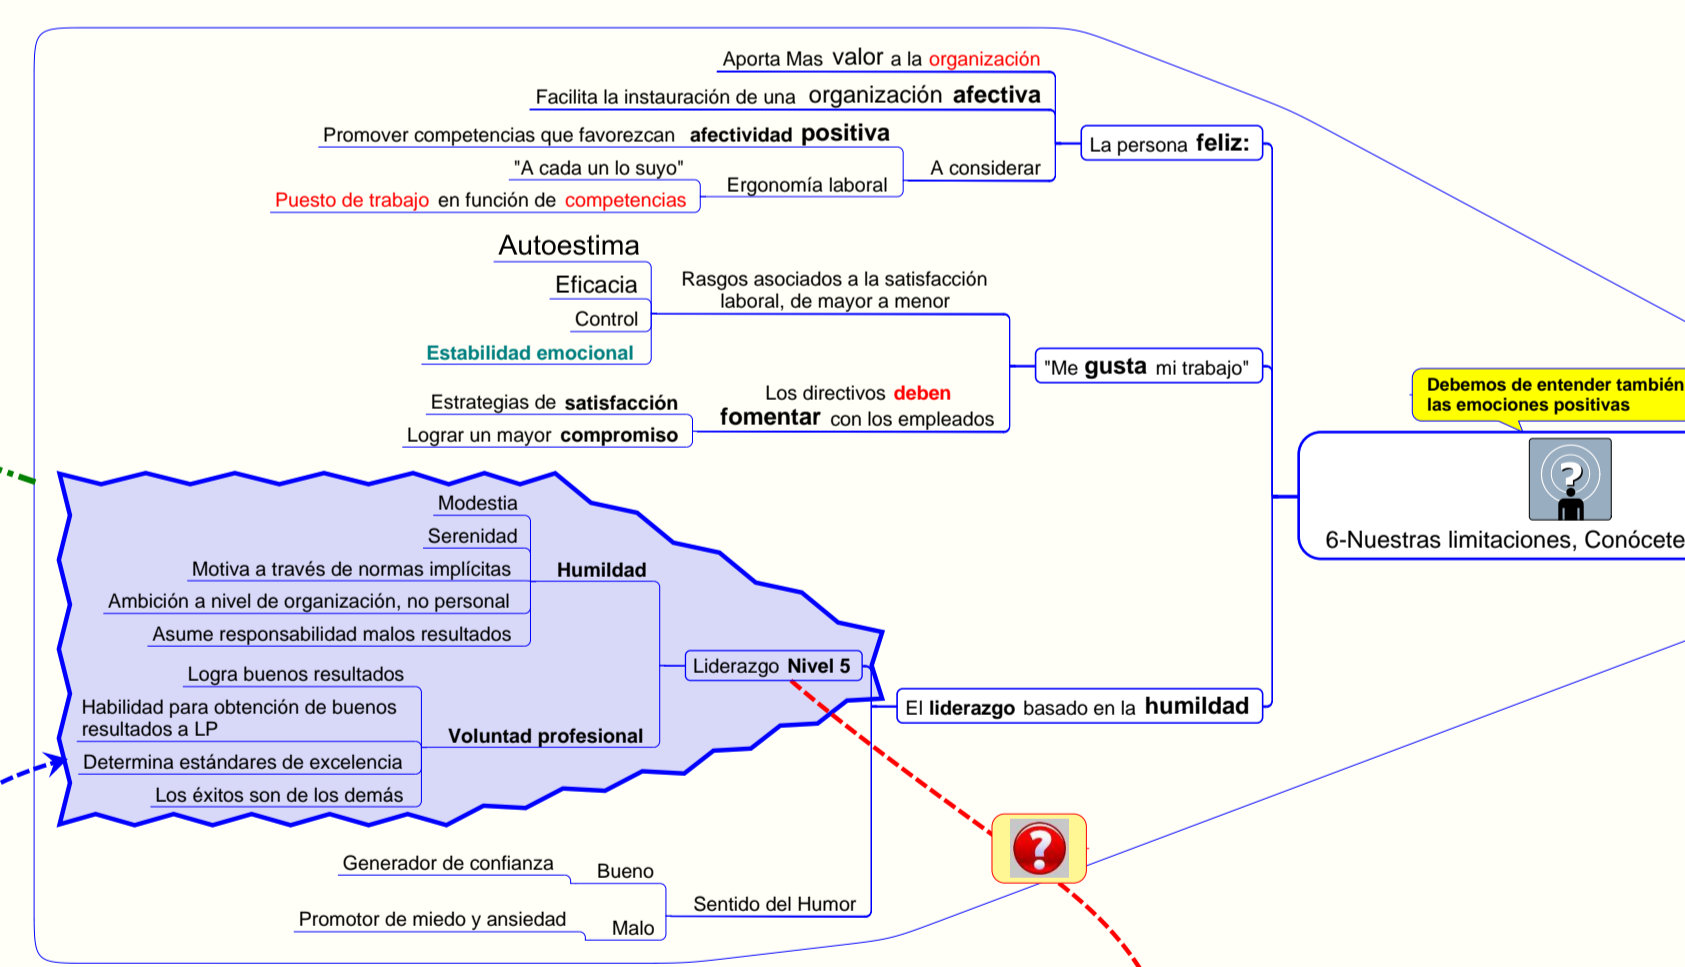 Aporta Mas valor a la organización
Facilita la instauración de una organización afectiva
Promover competencias que favorezcan afectividad positiva
"A cada un lo suyo"
Puesto de trabajo en función de competencias
Ergonomía laboral
A considerar
La persona feliz:
Autoestima
Eficacia
Control
Estabilidad emocional
Rasgos asociados a la satisfacción
laboral, de mayor a menor
Estrategias de satisfacción
Lograr un mayor compromiso
Los directivos deben
fomentar con los empleados
"Me gusta mi trabajo"
Debemos de entender también
las emociones positivas
?
6-Nuestras limitaciones, Conócete
Modestia
Serenidad
Motiva a través de normas implícitas
Ambición a nivel de organización, no personal
Asume responsabilidad malos resultados
Humildad
Logra buenos resultados
Habilidad para obtención de buenos
resultados a LP
Determina estándares de excelencia
Los éxitos son de los demás
Voluntad profesional
Liderazgo Nivel 5
El liderazgo basado en la humildad
?
Generador de confianza
Bueno
Promotor de miedo y ansiedad
Malo
Sentido del Humor